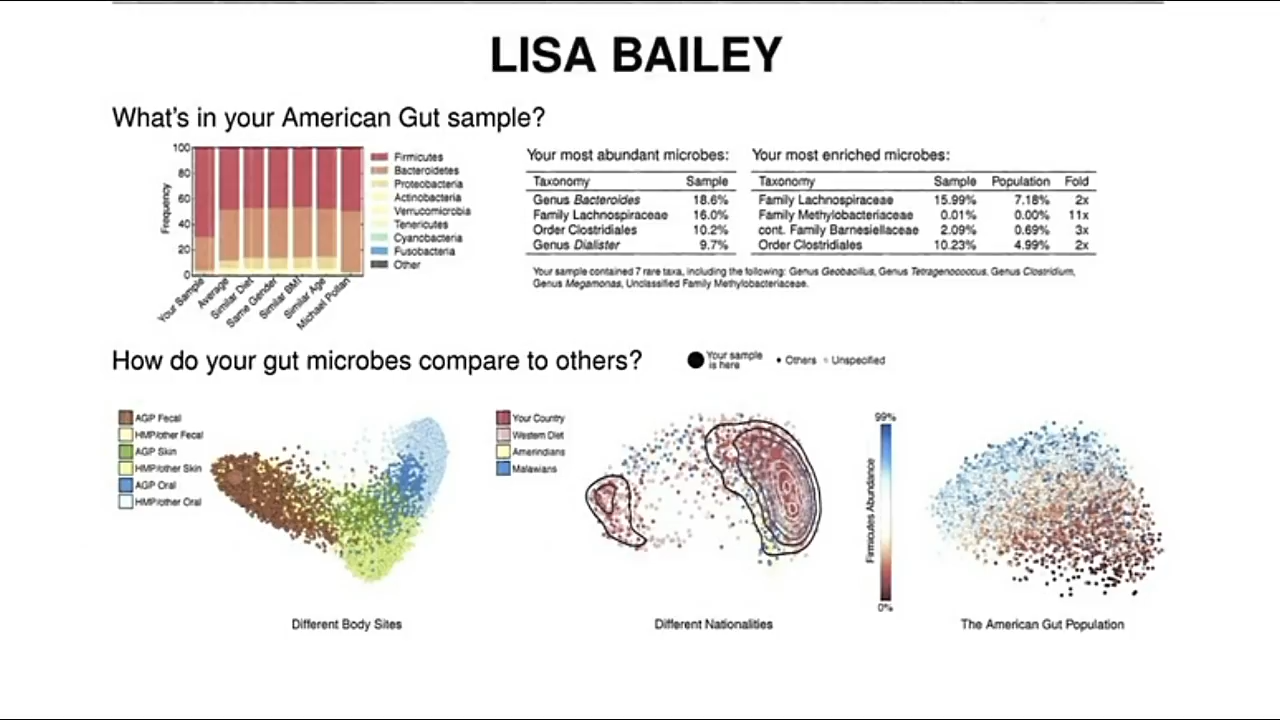 LISA BAILEY
What's in your American Gut sample?
100
80
60
40
20
0
Frequency
Your Sample
Average
Similar Diet
Same Gender
Similar BMI
Similar Age
Michael Pollan
Firmicutes
Bacteroidetes
Proteobacteria
Actinobacteria
Verrucomicrobia
Tenericutes
Cyanobacteria
Fusobacteria
Other
Your most abundant microbes:
Taxonomy Sample
Genus Bacteroides 18.6%
Family Lachnospiraceae 16.0%
Order Clostridiales 10.2%
Genus Dialister 9.7%
Your most enriched microbes:
Taxonomy Sample Population Fold
Family Lachnospiraceae 15.99% 7.18% 2x
Family Methylobacteriaceae 0.01% 0.00% 11x
cont. Family Barnesiellaceae 2.09% 0.69% 3x
Order Clostridiales 10.23% 4.99% 2x
Your sample contained 7 rare taxa, including the following: Genus Geobacillus, Genus Tetragenococcus, Genus Clostridium,
Genus Megamonas, Unclassified Family Methylobacteriaceae.
How do your gut microbes compare to others?
Your sample
is here
Others
Unspecified
AGP Fecal
HMP/other Fecal
AGP Skin
HMP/other Skin
AGP Oral
HMP/other Oral
Different Body Sites
Your Country
Western Diet
Amerindians
Malawians
Different Nationalities
99%
Firmicutes Abundance
0%
The American Gut Population